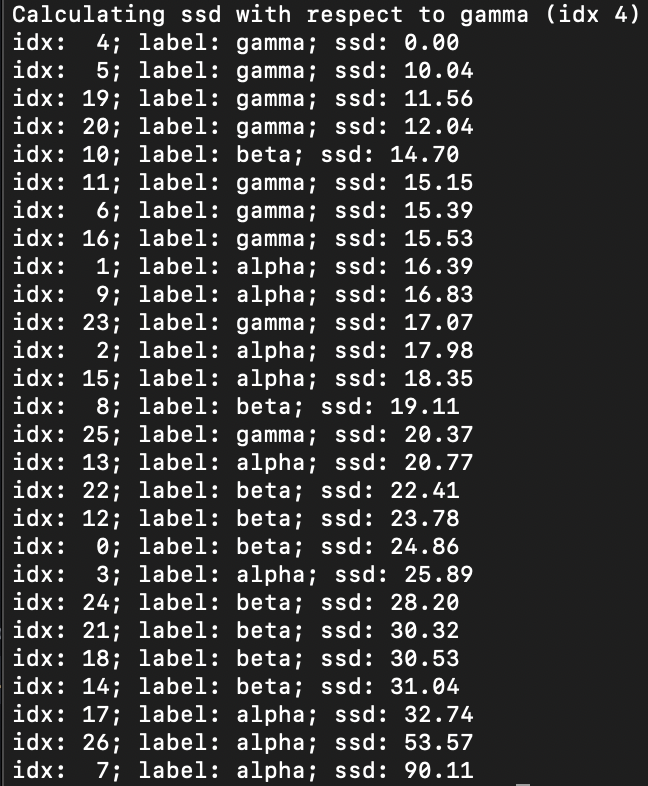 Calculating ssd with respect to gamma (idx 4)
idx:  4; label: gamma; ssd: 0.00
idx:  5; label: gamma; ssd: 10.04
idx: 19; label: gamma; ssd: 11.56
idx: 20; label: gamma; ssd: 12.04
idx: 10; label: beta; ssd: 14.70
idx: 11; label: gamma; ssd: 15.15
idx:  6; label: gamma; ssd: 15.39
idx: 16; label: gamma; ssd: 15.53
idx:  1; label: alpha; ssd: 16.39
idx:  9; label: alpha; ssd: 16.83
idx: 23; label: gamma; ssd: 17.07
idx:  2; label: alpha; ssd: 17.98
idx: 15; label: alpha; ssd: 18.35
idx:  8; label: beta; ssd: 19.11
idx: 25; label: gamma; ssd: 20.37
idx: 13; label: alpha; ssd: 20.77
idx: 22; label: beta; ssd: 22.41
idx: 12; label: beta; ssd: 23.78
idx:  0; label: beta; ssd: 24.86
idx:  3; label: alpha; ssd: 25.89
idx: 24; label: beta; ssd: 28.20
idx: 21; label: beta; ssd: 30.32
idx: 18; label: beta; ssd: 30.53
idx: 14; label: beta; ssd: 31.04
idx: 17; label: alpha; ssd: 32.74
idx: 26; label: alpha; ssd: 53.57
idx:  7; label: alpha; ssd: 90.11